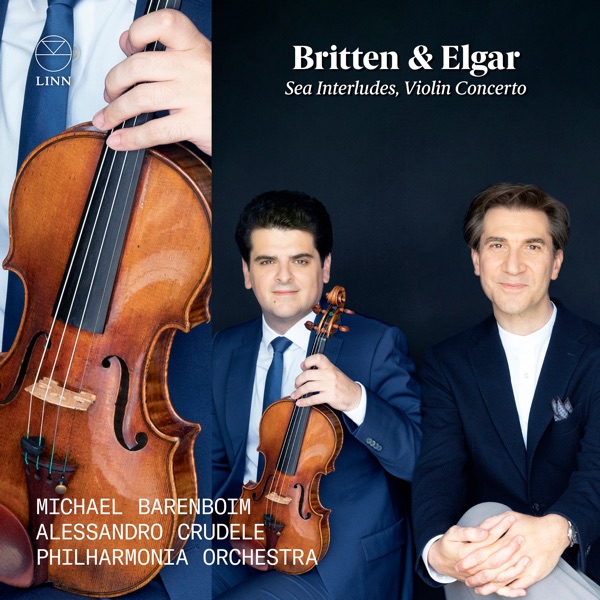 LINN
Britten & Elgar
Sea Interludes, Violin Concerto
MICHAEL BARENBOIM
ALESSANDRO CRUDELE
PHILHARMONIA ORCHESTRA